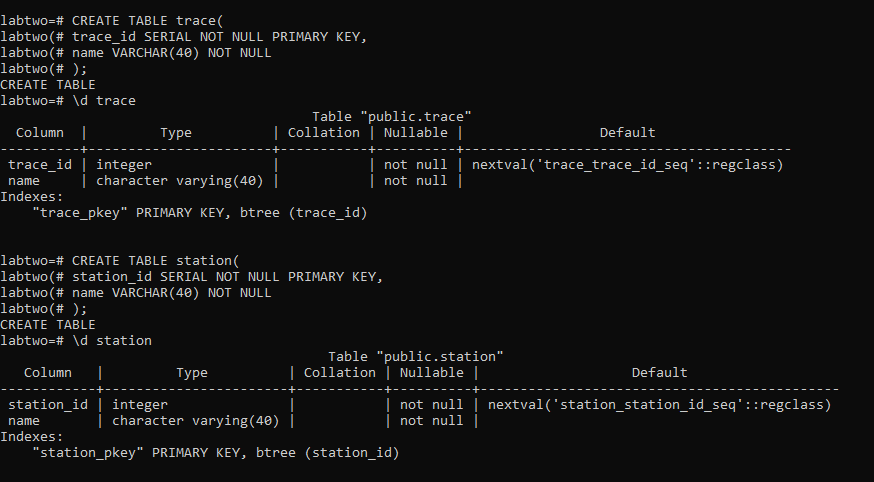 labtwo=# CREATE TABLE trace(
labtwo(# trace_id SERIAL NOT NULL PRIMARY KEY,
labtwo(# name VARCHAR(40) NOT NULL
labtwo(# );
CREATE TABLE
labtwo=# \d trace
                                       Table "public.trace"
  Column  |         Type          | Collation | Nullable |                 Default
----------+-----------------------+-----------+----------+-----------------------------------------
 trace_id | integer               |           | not null | nextval('trace_trace_id_seq'::regclass)
 name     | character varying(40) |           | not null |
Indexes:
    "trace_pkey" PRIMARY KEY, btree (trace_id)
labtwo=# CREATE TABLE station(
labtwo(# station_id SERIAL NOT NULL PRIMARY KEY,
labtwo(# name VARCHAR(40) NOT NULL
labtwo(# );
CREATE TABLE
labtwo=# \d station
                                         Table "public.station"
   Column   |         Type          | Collation | Nullable |                   Default
------------+-----------------------+-----------+----------+---------------------------------------------
 station_id | integer               |           | not null | nextval('station_station_id_seq'::regclass)
 name       | character varying(40) |           | not null |
Indexes:
    "station_pkey" PRIMARY KEY, btree (station_id)